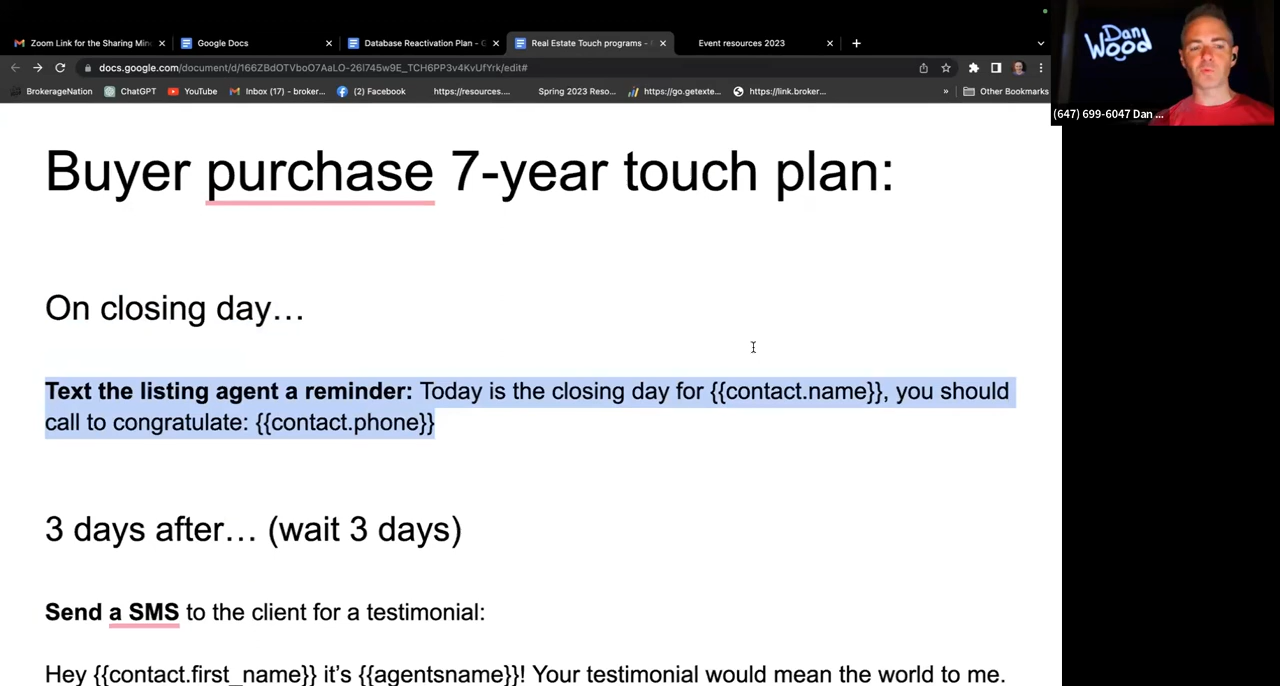 Zoom Link for the Sharing Min
Google Docs
Database Reactivation Plan - G
Real Estate Touch programs -
Event resources 2023
docs.google.com/document/d/166ZBdOTVboO7AaLO-26I745w9E_TCH6PP3v4KvUfYrk/edit#
BrokerageNation
ChatGPT
YouTube
Inbox (17) - broker...
(2) Facebook
https://resources....
Spring 2023 Reso...
https://go.getextе...
https://link.broker...
»
Other Bookmarks
Dan
Wood
(647) 699-6047 Dan ...
Buyer purchase 7-year touch plan:
On closing day…
Text the listing agent a reminder: Today is the closing day for {{contact.name}}, you should
call to congratulate: {{contact.phone}}
3 days after… (wait 3 days)
Send a SMS to the client for a testimonial:
Hey {{contact.first_name}} it’s {{agentsname}}! Your testimonial would mean the world to me.